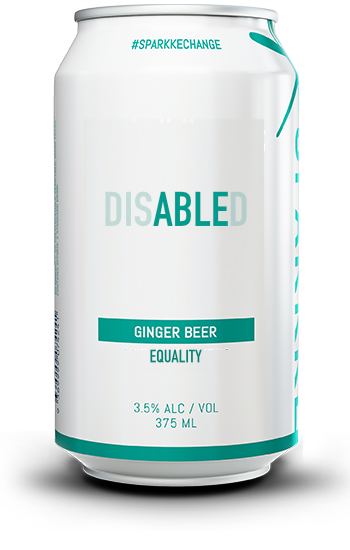 #SPARKKECHANGE
DISABLED
GINGER BEER
EQUALITY
3.5% ALC / VOL
375 ML